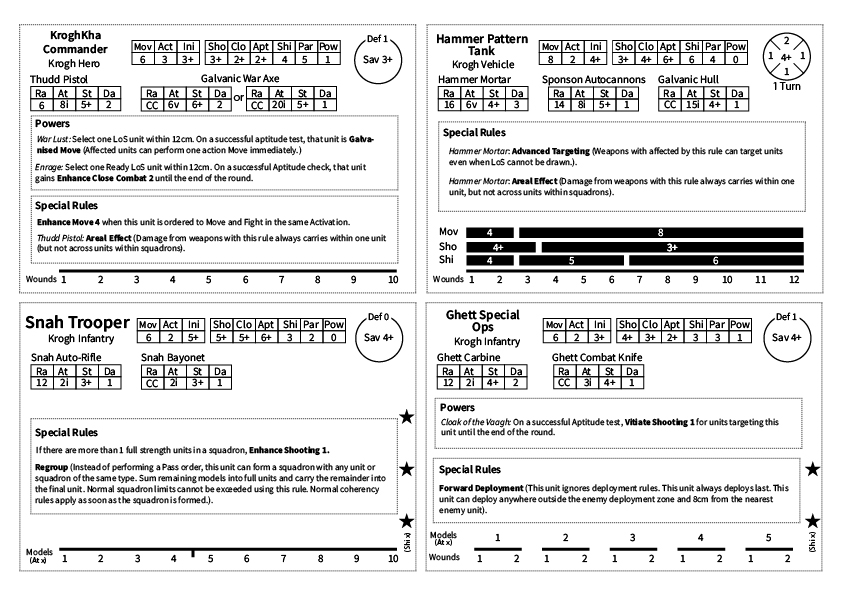 KroghKha
Commander
Krogh Hero
Mov Act Ini
6 3 3+
Sho Clo Apt Shi Par Pow
3+ 2+ 2+ 4 5 1
Def 1
Sav 3+
Thudd Pistol
Ra At St Da
6 8i 5+ 2
Galvanic War Axe
Ra At St Da
CC 6v 6+ 2
or
Ra At St Da
CC 20i 5+ 1
Powers
War Lust: Select one LoS unit within 12cm. On a successful aptitude test, that unit is Galva-
nised Move (Affected units can perform one action Move immediately.)
Enrage: Select one Ready LoS unit within 12cm. On a successful Aptitude check, that unit
gains Enhance Close Combat 2 until the end of the round.
Special Rules
Enhance Move 4 when this unit is ordered to Move and Fight in the same Activation.
Thudd Pistol: Areal Effect (Damage from weapons with this rule always carries within one unit
(but not across units within squadrons).
Wounds 1 2 3 4 5 6 7 8 9 10
Hammer Pattern
Tank
Krogh Vehicle
Mov Act Ini
8 2 4+
Sho Clo Apt Shi Par Pow
3+ 4+ 6+ 6 4 0
2
1 4+ 1
1
1 Turn
Hammer Mortar
Ra At St Da
16 6v 4+ 3
Sponson Autocannons
Ra At St Da
14 8i 5+ 1
Galvanic Hull
Ra At St Da
CC 15i 4+ 1
Special Rules
Hammer Mortar: Advanced Targeting (Weapons with affected by this rule can target units
even when LoS cannot be drawn.).
Hammer Mortar: Areal Effect (Damage from weapons with this rule always carries within one
unit, but not across units within squadrons).
Mov 4 8
Sho 4+ 3+
Shi 4 5 6
Wounds 1 2 3 4 5 6 7 8 9 10 11 12
Snah Trooper
Krogh Infantry
Mov Act Ini
6 2 5+
Sho Clo Apt Shi Par Pow
5+ 5+ 6+ 3 2 0
Def 0
Sav 4+
Snah Auto-Rifle
Ra At St Da
12 2i 3+ 1
Snah Bayonet
Ra At St Da
CC 2i 3+ 1
Special Rules
If there are more than 1 full strength units in a squadron, Enhance Shooting 1.
Regroup (Instead of performing a Pass order, this unit can form a squadron with any unit or
squadron of the same type. Sum remaining models into full units and carry the remainder into
the final unit. Normal squadron limits cannot be exceeded using this rule. Normal coherency
rules apply as soon as the squadron is formed.).
(Shi x)
Models
(At x)
1 2 3 4 5 6 7 8 9 10
Ghett Special
Ops
Krogh Infantry
Mov Act Ini
6 2 3+
Sho Clo Apt Shi Par Pow
4+ 3+ 2+ 3 3 1
Def 1
Sav 4+
Ghett Carbine
Ra At St Da
12 2i 4+ 2
Ghett Combat Knife
Ra At St Da
CC 3i 4+ 1
Powers
Cloak of the Vaagh: On a successful Aptitude test, Vitiate Shooting 1 for units targeting this
unit until the end of the round.
Special Rules
Forward Deployment (This unit ignores deployment rules. This unit always deploys last. This
unit can deploy anywhere outside the enemy deployment zone and 8cm from the nearest
enemy unit).
(Shi x)
Models
(At x)
1 2 3 4 5
Wounds 1 2 1 2 1 2 1 2 1 2